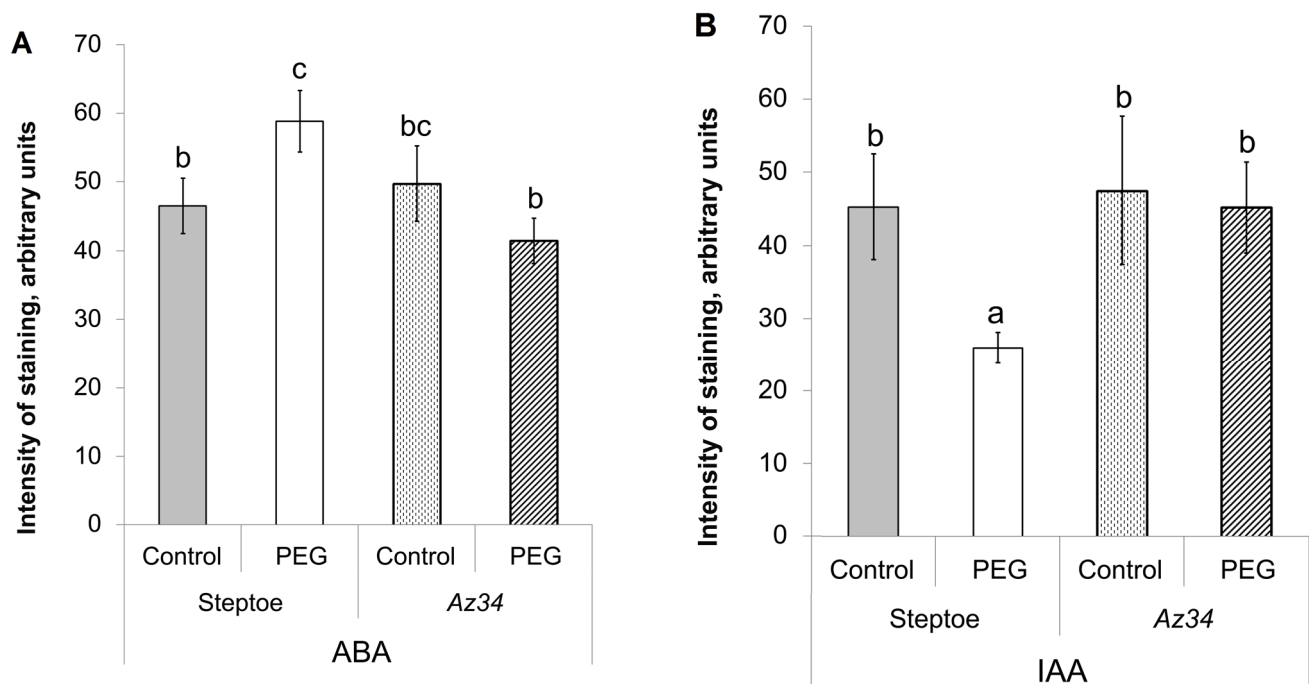 A
Intensity of staining, arbitrary units
70
60
50
40
30
20
10
0
b
c
bc
b
Control PEG Control PEG
Steptoe Az34
ABA
B
Intensity of staining, arbitrary units
70
60
50
40
30
20
10
0
b
a
b
b
Control PEG Control PEG
Steptoe Az34
IAA